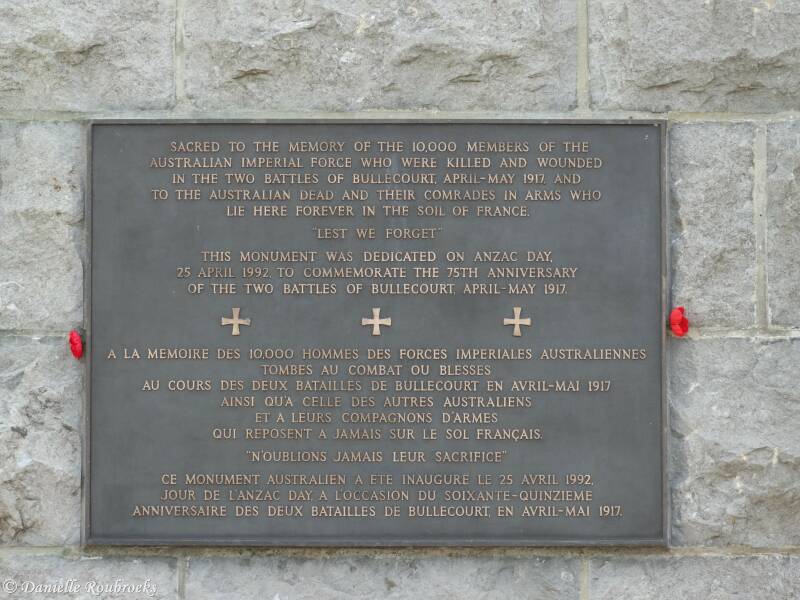 SACRED TO THE MEMORY OF THE 10,000 MEMBERS OF THE
AUSTRALIAN IMPERIAL FORCE WHO WERE KILLED AND WOUNDED
IN THE TWO BATTLES OF BULLECOURT, APRIL-MAY 1917, AND
TO THE AUSTRALIAN DEAD AND THEIR COMRADES IN ARMS WHO
LIE HERE FOREVER IN THE SOIL OF FRANCE.
"LEST WE FORGET"
THIS MONUMENT WAS DEDICATED ON ANZAC DAY,
25 APRIL 1992, TO COMMEMORATE THE 75TH ANNIVERSARY
OF THE TWO BATTLES OF BULLECOURT, APRIL-MAY 1917.
A LA MEMOIRE DES 10,000 HOMMES DES FORCES IMPERIALES AUSTRALIENNES
TOMBES AU COMBAT OU BLESSES
AU COURS DES DEUX BATAILLES DE BULLECOURT EN AVRIL-MAI 1917
AINSI QU'A CELLE DES AUTRES AUSTRALIENS
ET A LEURS COMPAGNONS D'ARMES
QUI REPOSENT A JAMAIS SUR LE SOL FRANÇAIS.
"N'OUBLIONS JAMAIS LEUR SACRIFICE"
CE MONUMENT AUSTRALIEN A ETE INAUGURE LE 25 AVRIL 1992,
JOUR DE L'ANZAC DAY, A L'OCCASION DU SOIXANTE-QUINZIEME
ANNIVERSAIRE DES DEUX BATAILLES DE BULLECOURT, EN AVRIL-MAI 1917.
© Danielle Roubroeks